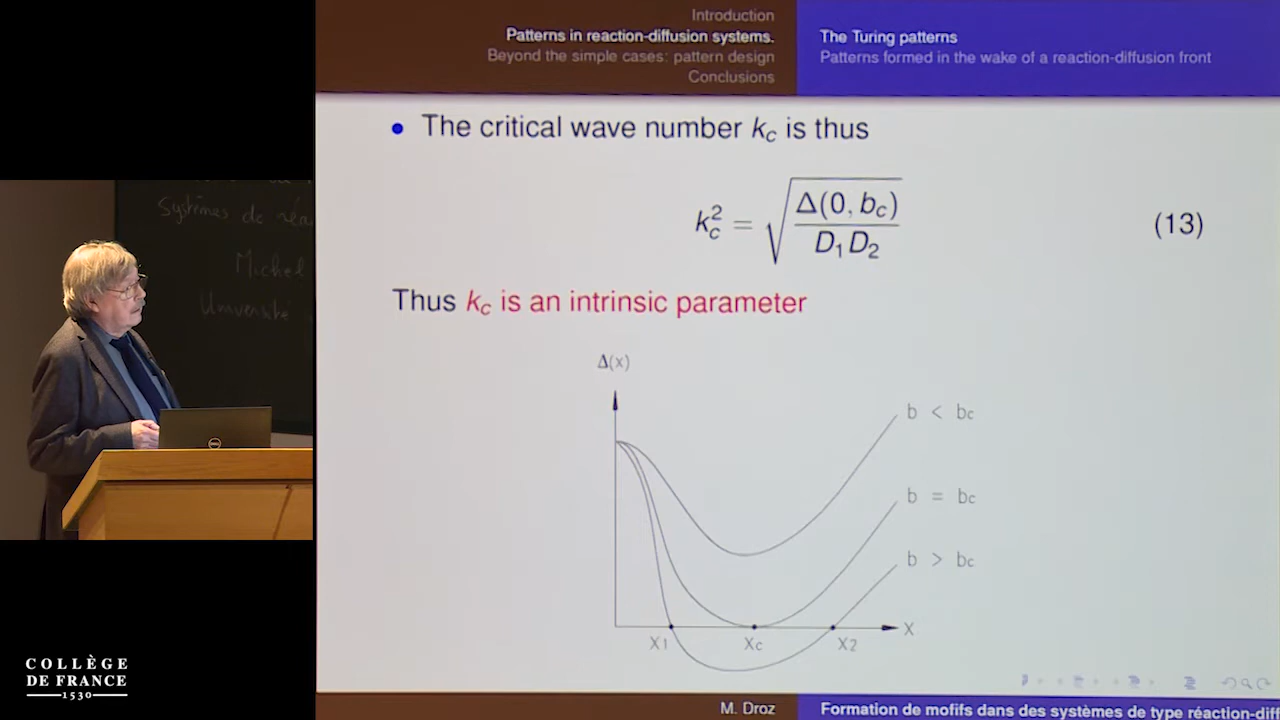 Introduction
Patterns in reaction-diffusion systems.
Beyond the simple cases: pattern design
Conclusions
The Turing patterns
Patterns formed in the wake of a reaction-diffusion front
• The critical wave number k_c is thus
k_c^2 = √(Δ(0, b_c) / D_1 D_2) (13)
Thus k_c is an intrinsic parameter
Δ(x)
b < bc
b = bc
b > bc
X
X1 Xc X2
M. Droz
Formation de mofifs dans des systèmes de type réaction-diff
Systèmes de réa
Michel
Université
DELL
COLLÈGE
DE FRANCE
1530